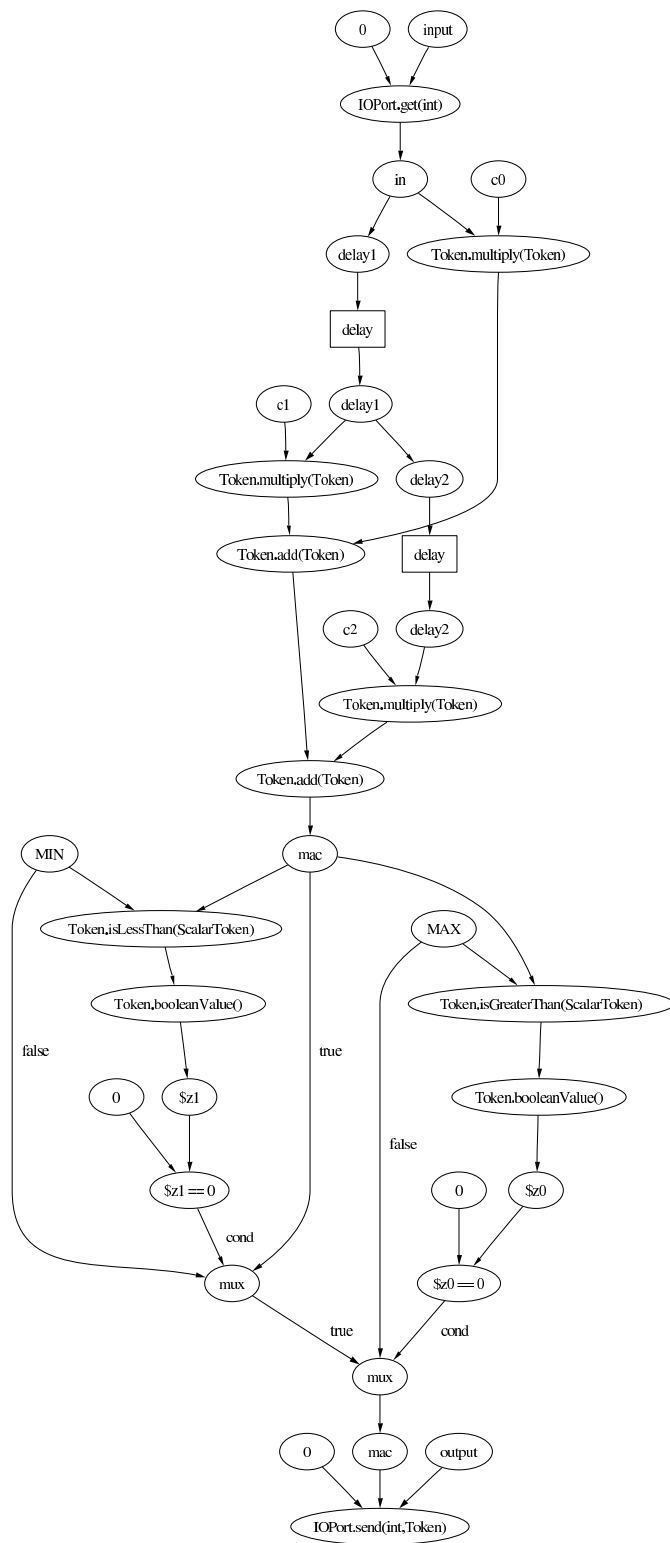 0
input
IOPort.get(int)
in
c0
delay1
Token.multiply(Token)
delay
c1
delay1
Token.multiply(Token)
delay2
Token.add(Token)
delay
c2
delay2
Token.multiply(Token)
Token.add(Token)
MIN
mac
Token.isLessThan(ScalarToken)
MAX
Token.booleanValue()
Token.isGreaterThan(ScalarToken)
false
true
0
$z1
Token.booleanValue()
false
$z1 == 0
0
$z0
cond
mux
$z0 == 0
true
cond
mux
0
mac
output
IOPort.send(int,Token)